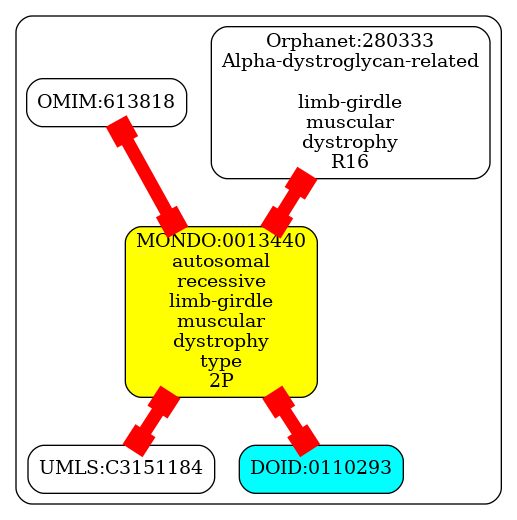 OMIM:613818
Orphanet:280333
Alpha-dystroglycan-related
limb-girdle
muscular
dystrophy
R16
MONDO:0013440
autosomal
recessive
limb-girdle
muscular
dystrophy
type
2P
UMLS:C3151184
DOID:0110293